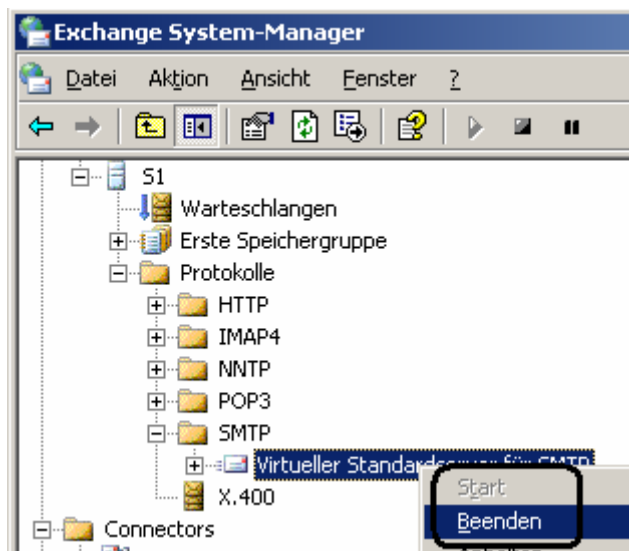 Exchange System-Manager
Datei Aktion Ansicht Fenster ?
S1
Warteschlangen
Erste Speichergruppe
Protokolle
HTTP
IMAP4
NNTP
POP3
SMTP
Virtueller Standardserver für SMTP
Start
Beenden
X.400
Connectors